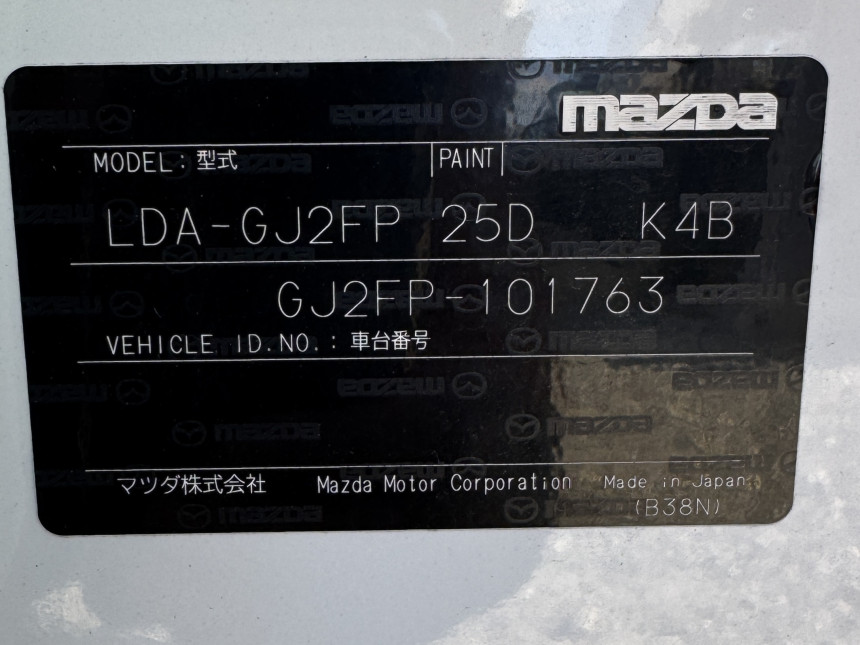 mazda
MODEL : 型式 PAINT
LDA-GJ2FP 25D K4B
GJ2FP-101763
VEHICLE ID.NO. : 車台番号
マツダ株式会社 Mazda Motor Corporation Made in Japan
(B38N)